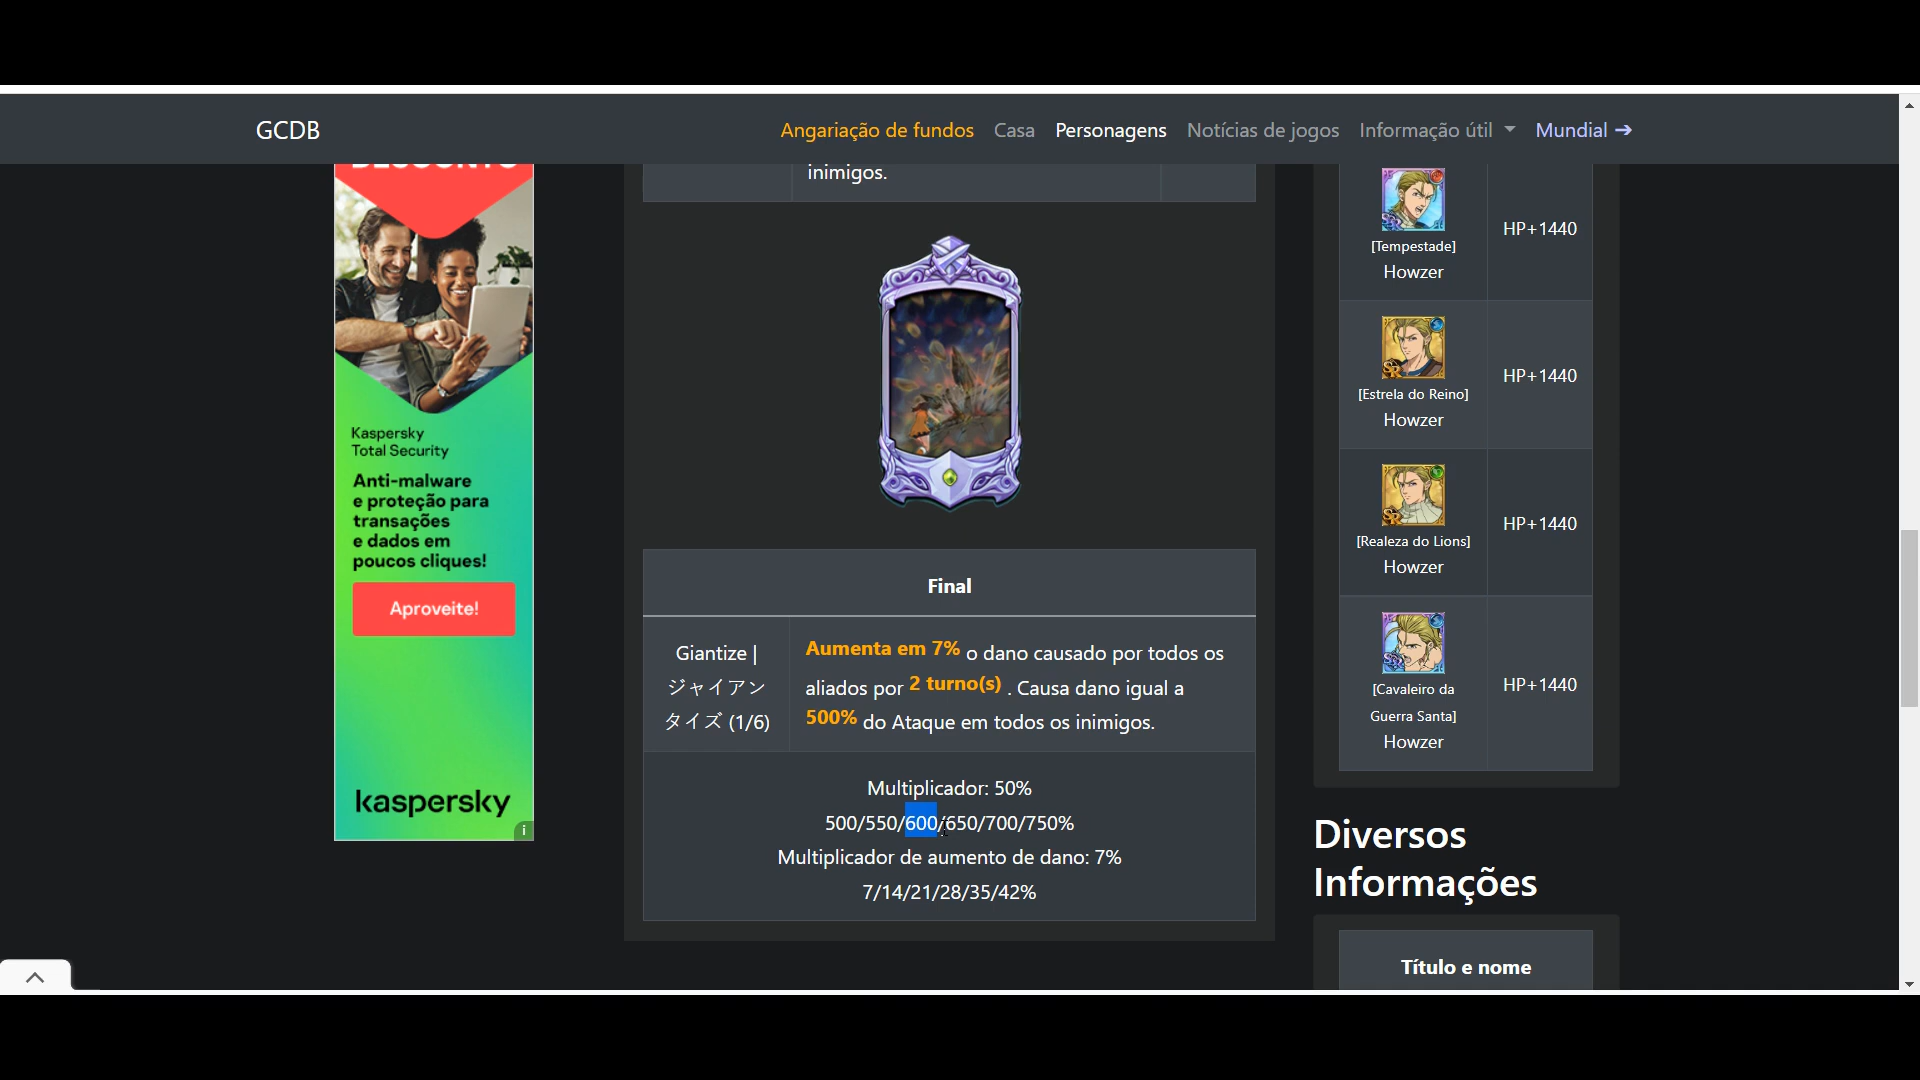 GCDB
Angariação de fundos
Casa
Personagens
Notícias de jogos
Informação útil
Mundial →
Kaspersky
Total Security
Anti-malware
e proteção para
transações
e dados em
poucos cliques!
Aproveite!
kaspersky
i
inimigos.
Final
Giantize |
ジャイアン
タイズ (1/6)
Aumenta em 7% o dano causado por todos os
aliados por 2 turno(s) . Causa dano igual a
500% do Ataque em todos os inimigos.
Multiplicador: 50%
500/550/600/650/700/750%
Multiplicador de aumento de dano: 7%
7/14/21/28/35/42%
[Tempestade]
Howzer
HP+1440
SR
[Estrela do Reino]
Howzer
HP+1440
SR
[Realeza do Lions]
Howzer
HP+1440
[Cavaleiro da
Guerra Santa]
Howzer
HP+1440
Diversos
Informações
Título e nome